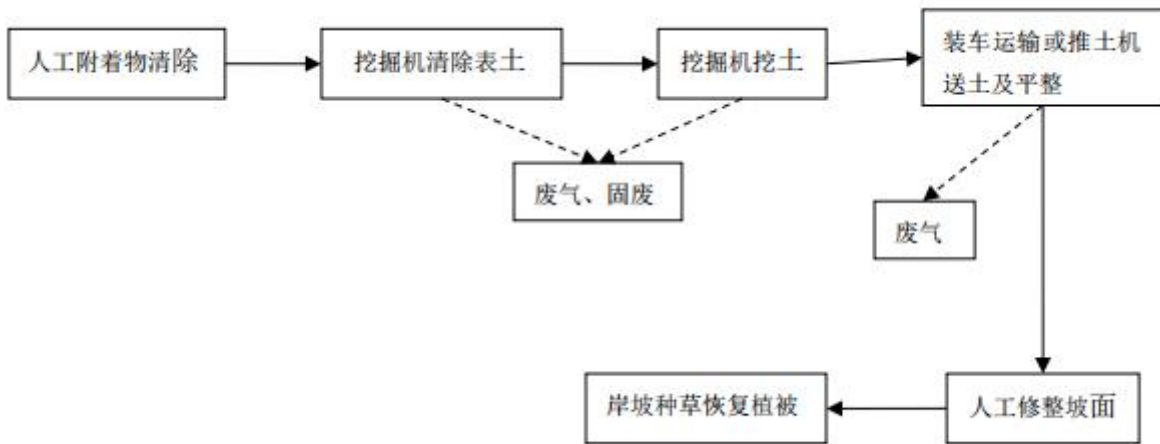 人工附着物清除
挖掘机清除表土
挖掘机挖土
装车运输或推土机
送土及平整
废气、固废
废气
岸坡种草恢复植被
人工修整坡面